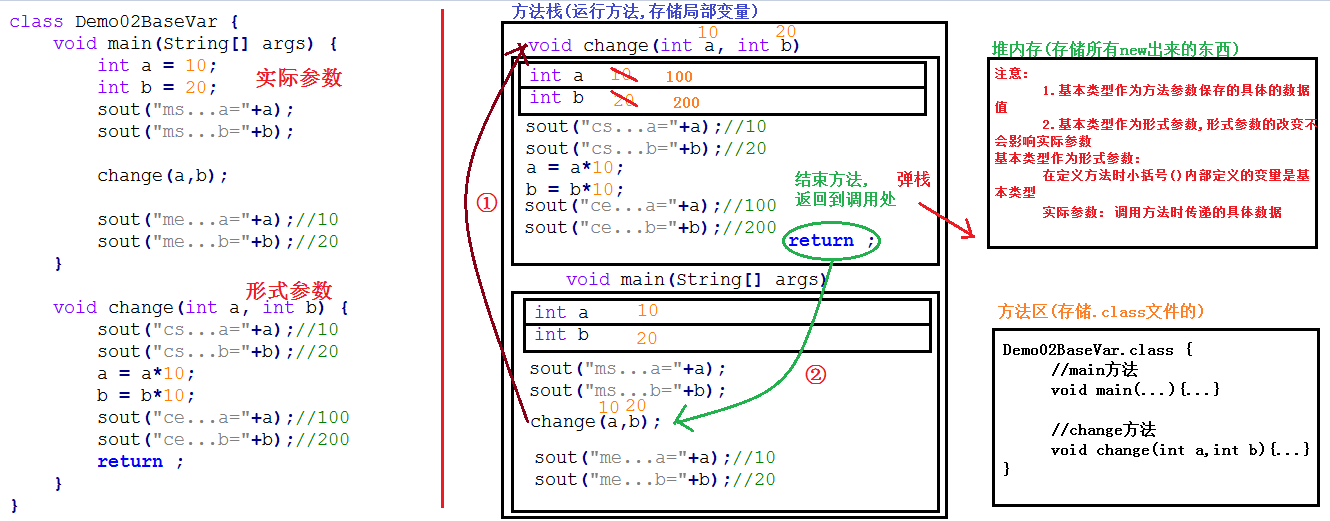 class Demo02BaseVar {
void main(String[] args) {
int a = 10;
int b = 20;
实际参数
sout("ms...a="+a);
sout("ms...b="+b);
change(a,b);
sout("me...a="+a);//10
sout("me...b="+b);//20
}
形式参数
void change(int a, int b) {
sout("cs...a="+a);//10
sout("cs...b="+b);//20
a = a*10;
b = b*10;
sout("ce...a="+a);//100
sout("ce...b="+b);//200
return ;
}
}
方法栈(运行方法,存储局部变量)
10 20
void change(int a, int b)
int a 10 100
int b 20 200
sout("cs...a="+a);//10
sout("cs...b="+b);//20
a = a*10;
b = b*10;
sout("ce...a="+a);//100
sout("ce...b="+b);//200
结束方法,
返回到调用处
弹栈
return ;
①
void main(String[] args)
int a 10
int b 20
sout("ms...a="+a);
sout("ms...b="+b);
②
10 20
change(a,b);
sout("me...a="+a);//10
sout("me...b="+b);//20
堆内存(存储所有new出来的东西)
注意:
1.基本类型作为方法参数保存的具体的数据
值
2.基本类型作为形式参数,形式参数的改变不
会影响实际参数
基本类型作为形式参数:
在定义方法时小括号()内部定义的变量是基
本类型
实际参数: 调用方法时传递的具体数据
方法区(存储.class文件的)
Demo02BaseVar.class {
//main方法
void main(...){...}
//change方法
void change(int a,int b){...}
}